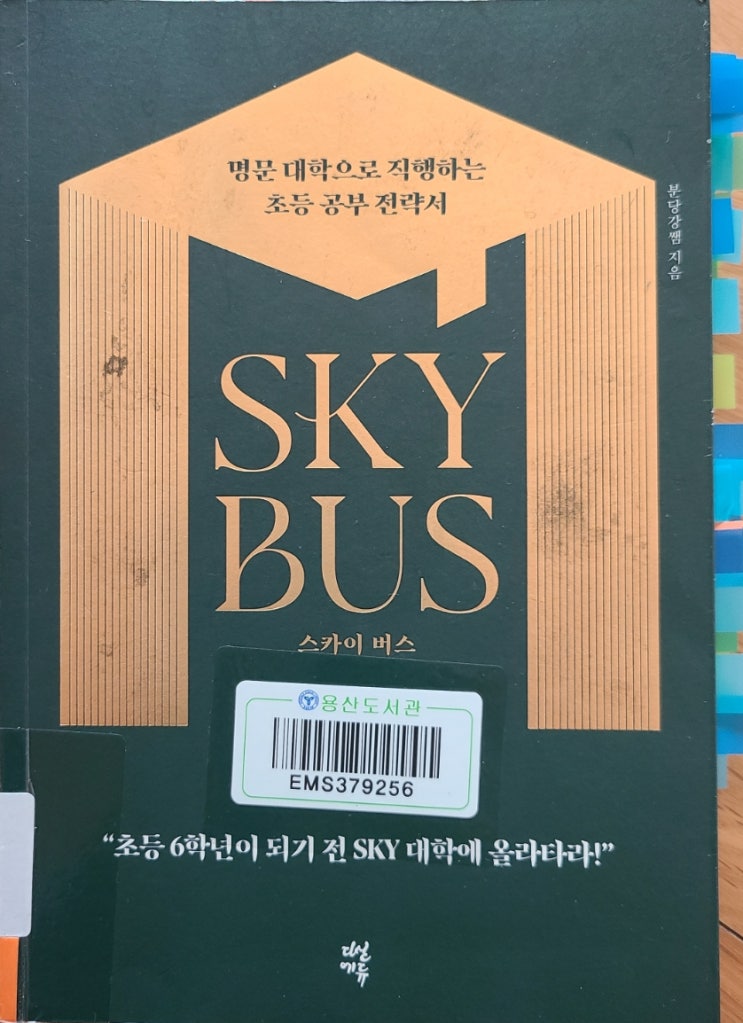 명문 대학으로 직행하는
초등 공부 전략서
분당강쌤 지음
SKY
BUS
스카이 버스
용산도서관
EMS379256
“초등 6학년이 되기 전 SKY 대학에 올라타라!”
다실
에듀